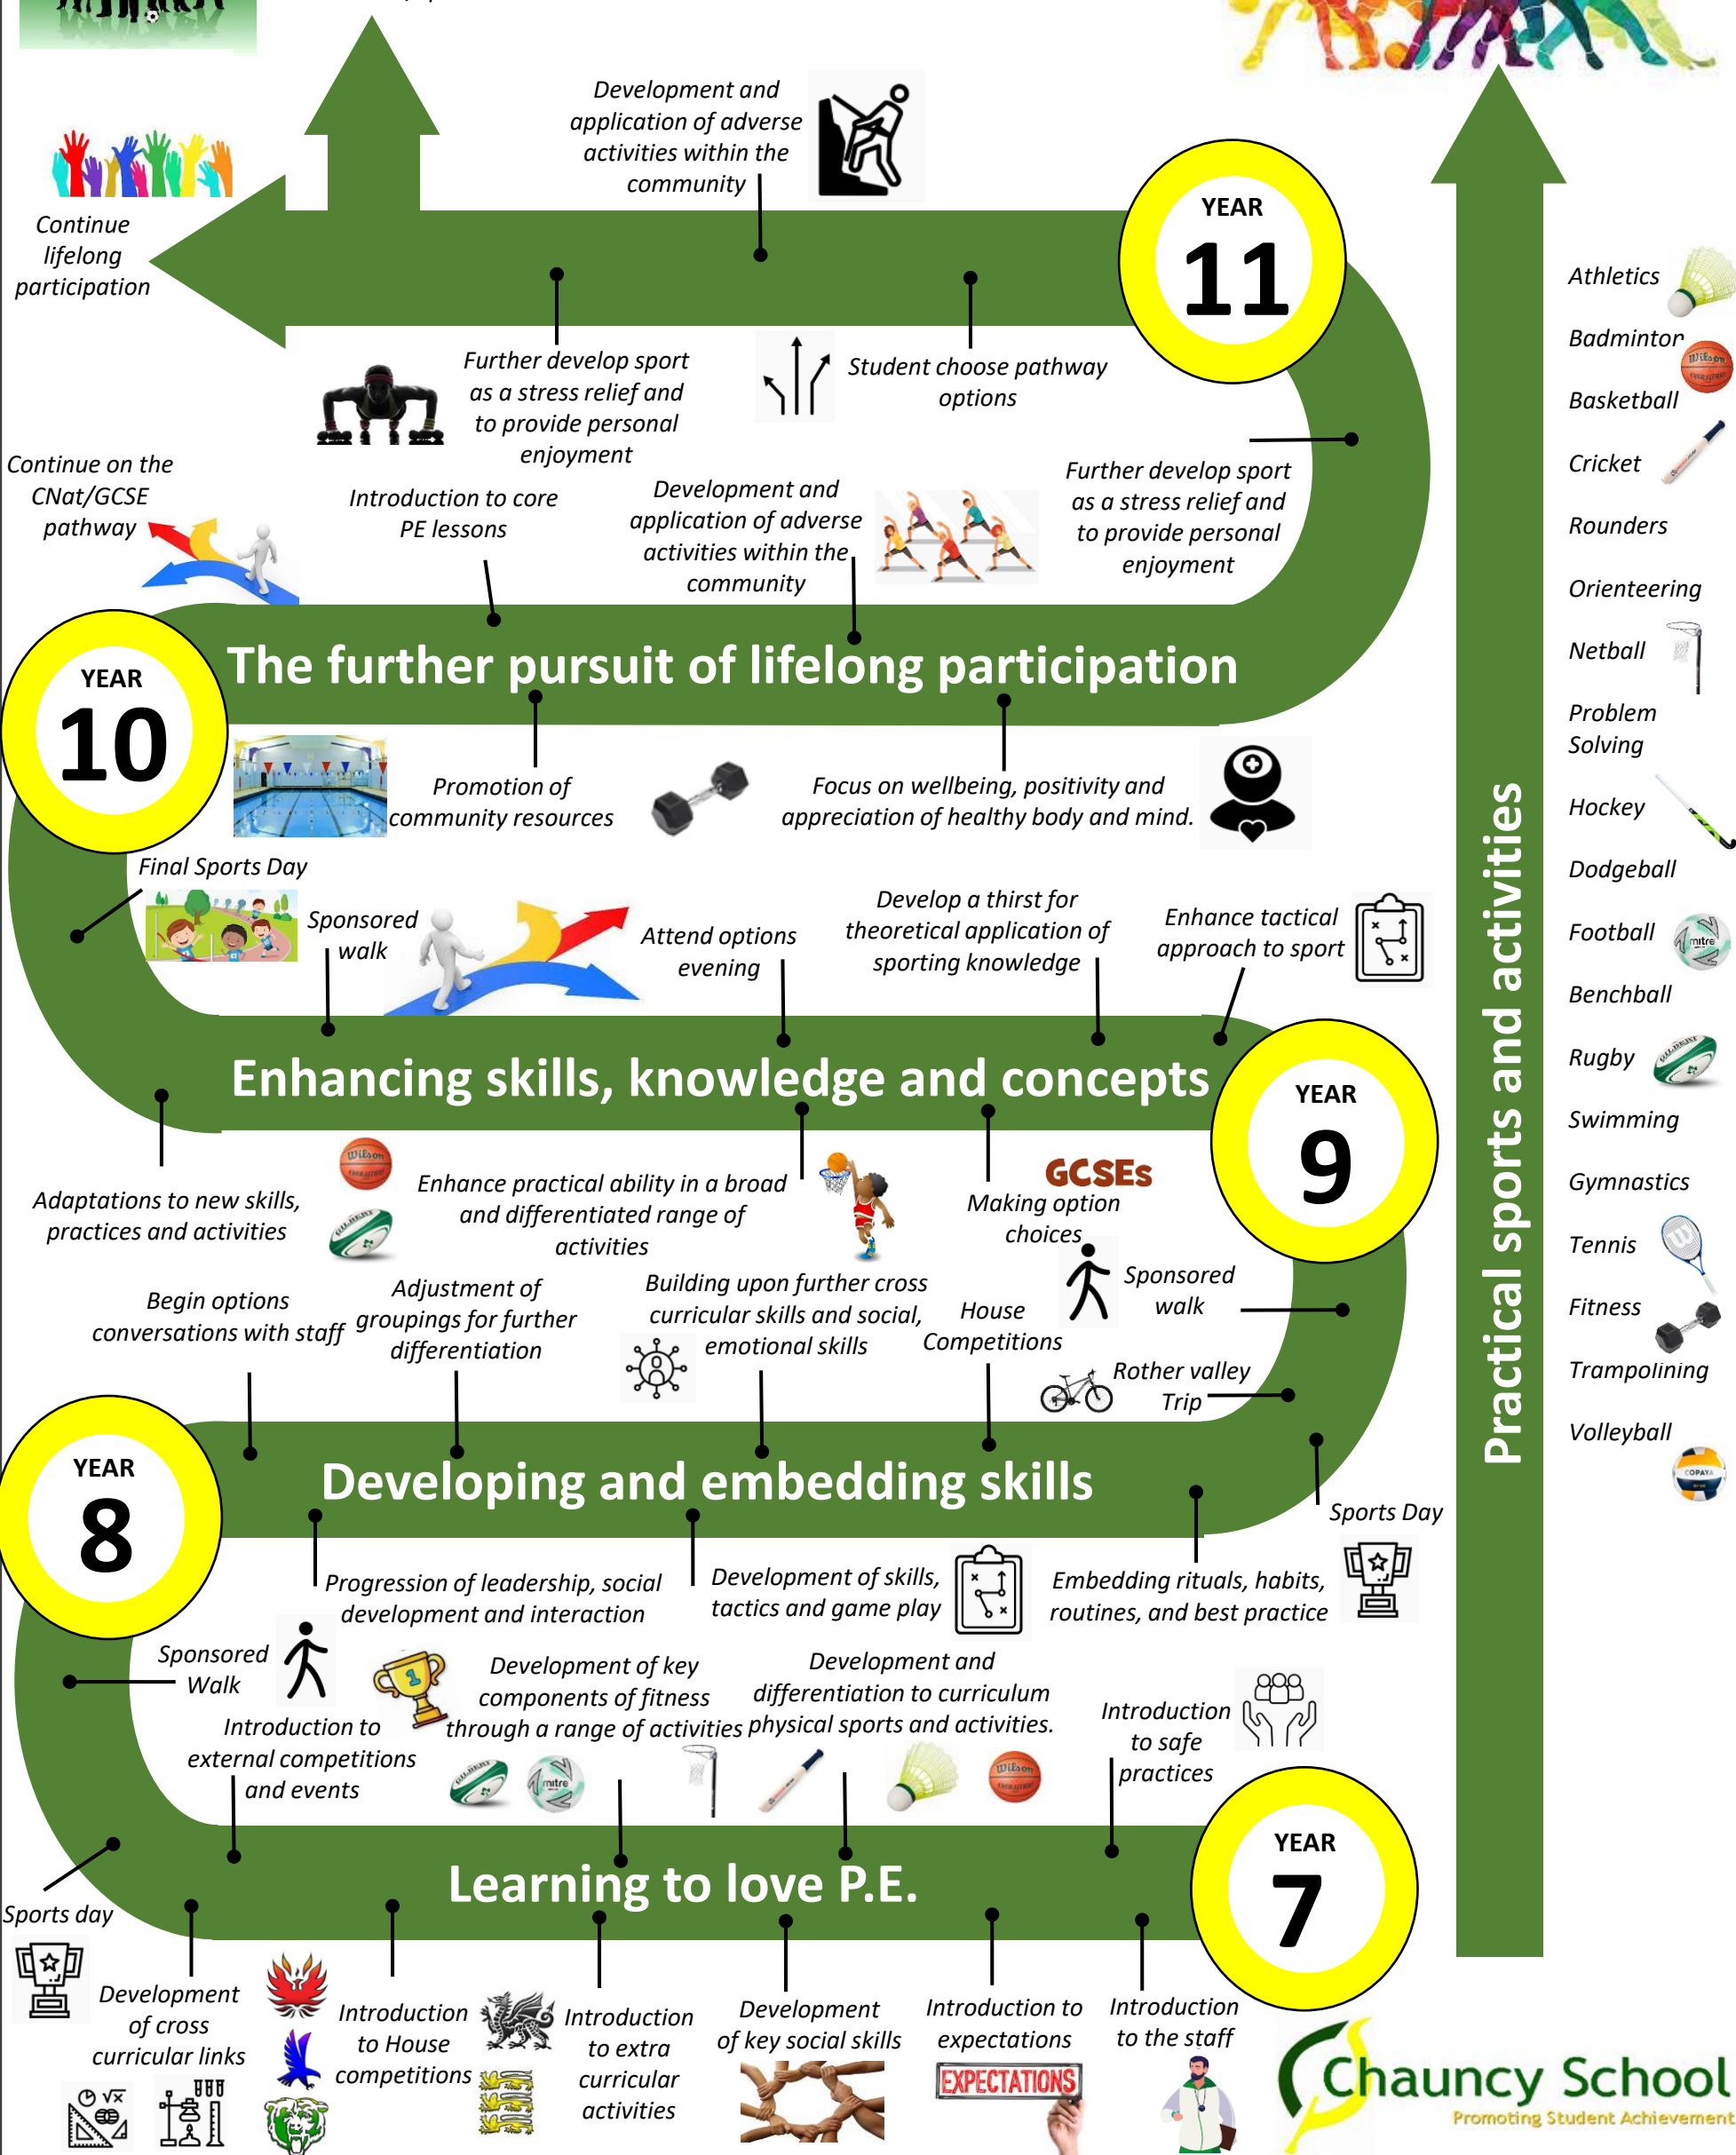 Development and
application of adverse
activities within the
community
YEAR
11
Continue
lifelong
participation
Further develop sport
as a stress relief and
to provide personal
enjoyment
Student choose pathway
options
Continue on the
CNat/GCSE
pathway
Introduction to core
PE lessons
Development and
application of adverse
activities within the
community
Further develop sport
as a stress relief and
to provide personal
enjoyment
YEAR
10
The further pursuit of lifelong participation
Promotion of
community resources
Focus on wellbeing, positivity and
appreciation of healthy body and mind.
Final Sports Day
Sponsored
walk
Attend options
evening
Develop a thirst for
theoretical application of
sporting knowledge
Enhance tactical
approach to sport
Enhancing skills, knowledge and concepts
YEAR
9
Adaptations to new skills,
practices and activities
Wilson
GILBERT
Enhance practical ability in a broad
and differentiated range of
activities
GCSEs
Making option
choices
Begin options
conversations with staff
Adjustment of
groupings for further
differentiation
Building upon further cross
curricular skills and social,
emotional skills
House
Competitions
Sponsored
walk
Rother valley
Trip
YEAR
8
Developing and embedding skills
Sports Day
Progression of leadership, social
development and interaction
Development of skills,
tactics and game play
Embedding rituals, habits,
routines, and best practice
Sponsored
Walk
1
Introduction to
external competitions
and events
Development of key
components of fitness
through a range of activities
Development and
differentiation to curriculum
physical sports and activities.
Introduction
to safe
practices
GILBERT
mitre
Wilson
YEAR
7
Learning to love P.E.
Sports day
Development
of cross
curricular links
Introduction
to House
competitions
Introduction
to extra
curricular
activities
Development
of key social skills
Introduction to
expectations
EXPECTATIONS
Introduction
to the staff
Practical sports and activities
Athletics
Badminton
Wilson
Basketball
Cricket
Rounders
Orienteering
Netball
Problem
Solving
Hockey
Dodgeball
Football
mitre
Benchball
Rugby
GILBERT
Swimming
Gymnastics
Tennis
Fitness
Trampolining
Volleyball
COPAYA
Chauncy School
Promoting Student Achievement